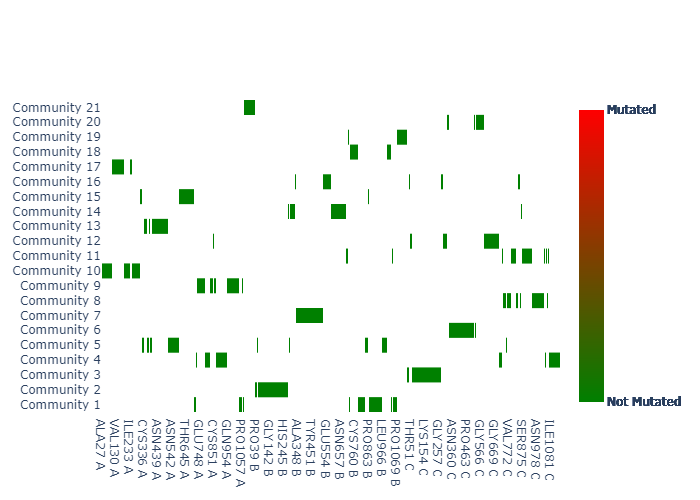 Community 21
Community 20
Community 19
Community 18
Community 17
Community 16
Community 15
Community 14
Community 13
Community 12
Community 11
Community 10
Community 9
Community 8
Community 7
Community 6
Community 5
Community 4
Community 3
Community 2
Community 1
ALA27 A
VAL130 A
ILE233 A
CYS336 A
ASN439 A
ASN542 A
THR645 A
GLU748 A
CYS851 A
GLN954 A
PRO1057 A
PRO39 B
GLY142 B
HIS245 B
ALA348 B
TYR451 B
GLU554 B
ASN657 B
CYS760 B
PRO863 B
LEU966 B
PRO1069 B
THR51 C
LYS154 C
GLY257 C
ASN360 C
PRO463 C
GLY566 C
GLY669 C
VAL772 C
SER875 C
ASN978 C
ILE1081 C
Mutated
Not Mutated